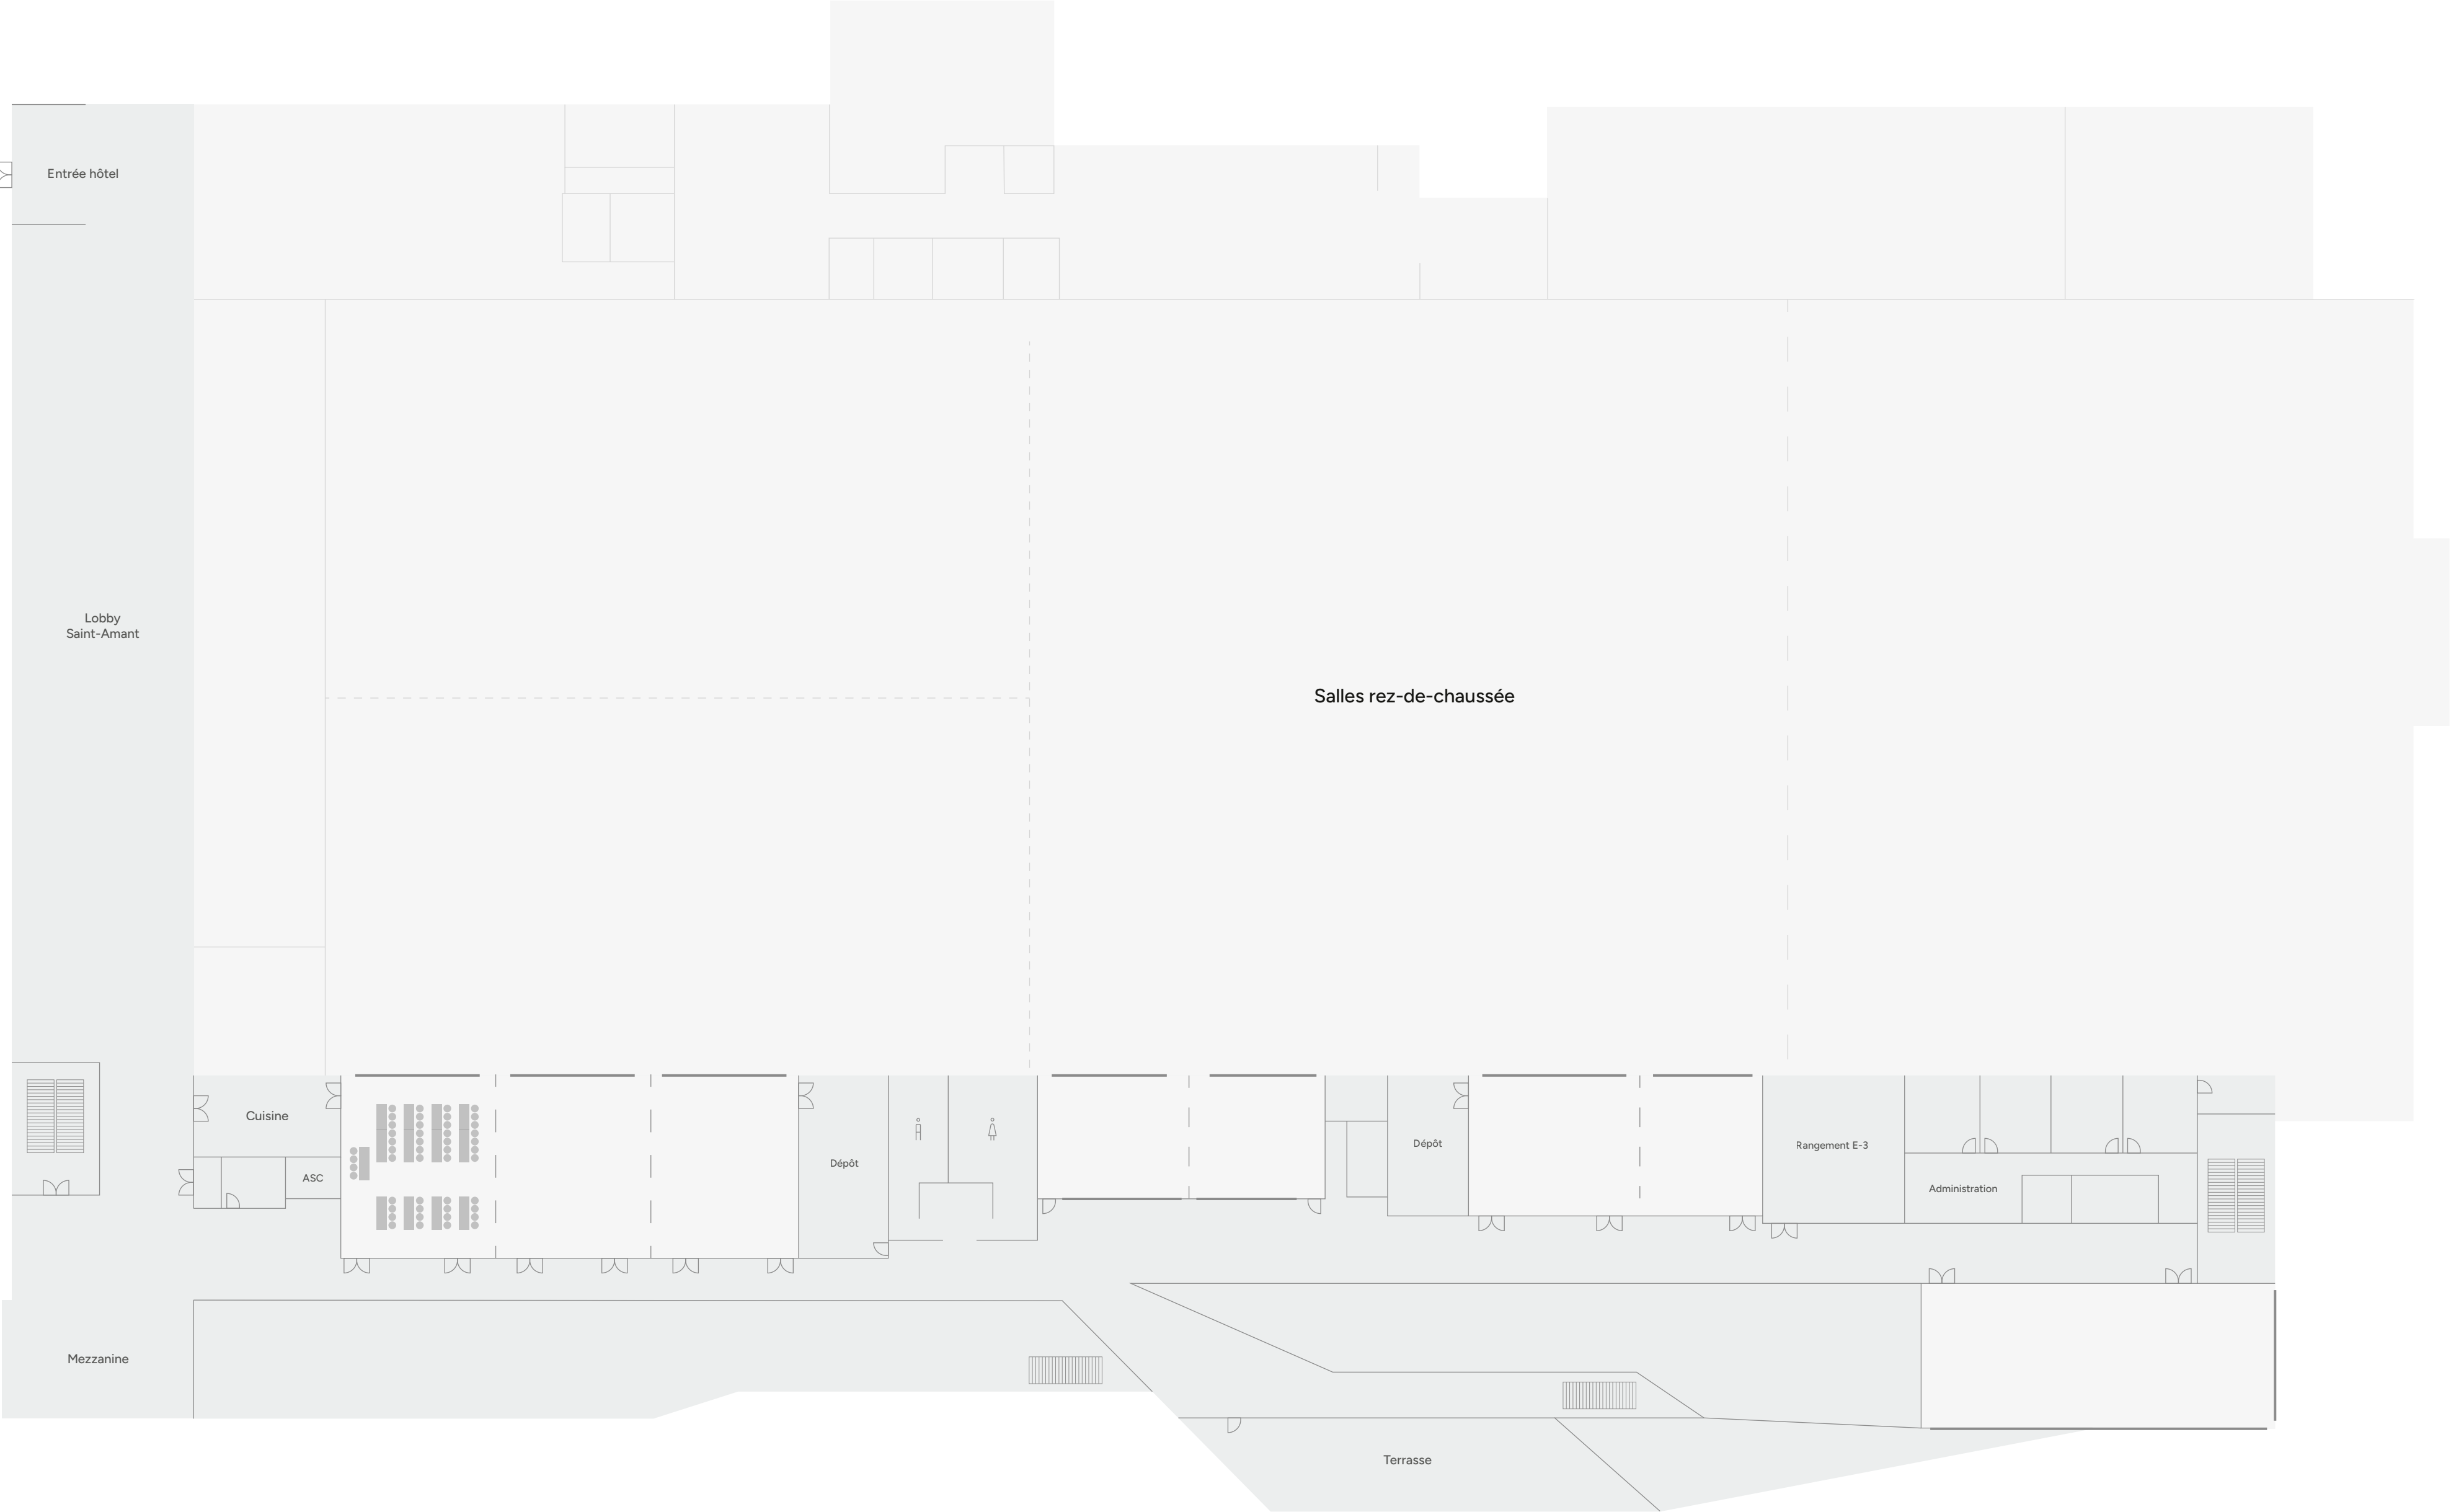 Entrée hôtel
Lobby
Saint-Amant
Salles rez-de-chaussée
Cuisine
ASC
Dépôt
Dépôt
Rangement E-3
Administration
Mezzanine
Terrasse